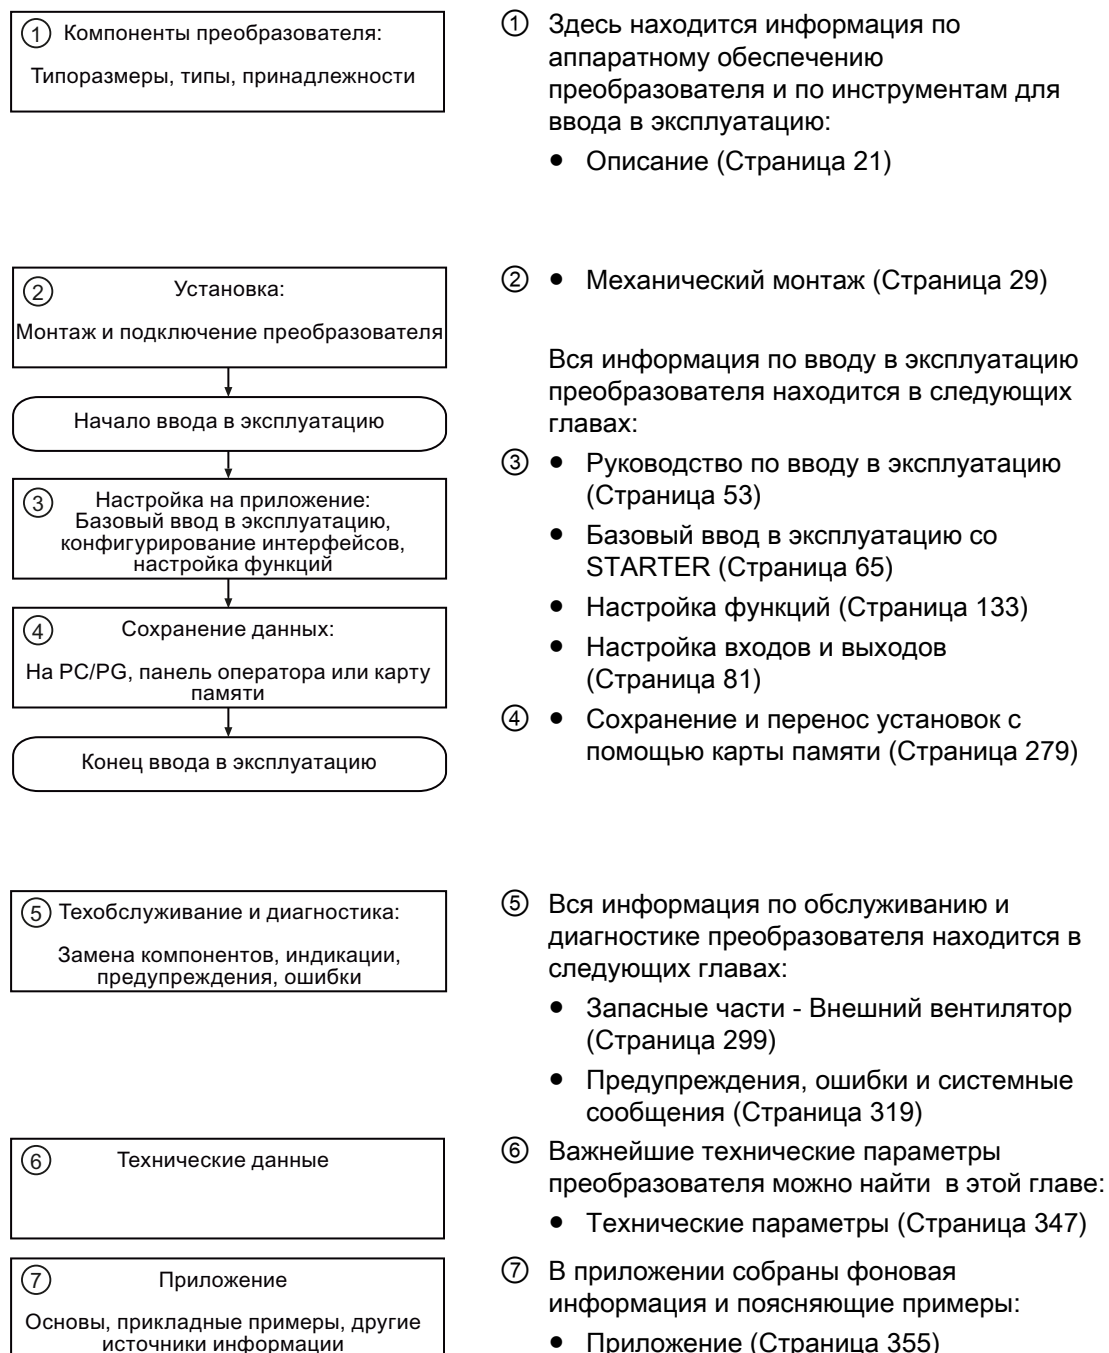 ① Компоненты преобразователя:
Типоразмеры, типы, принадлежности
① Здесь находится информация по
аппаратному обеспечению
преобразователя и по инструментам для
ввода в эксплуатацию:
• Описание (Страница 21)
② Установка:
Монтаж и подключение преобразователя
Начало ввода в эксплуатацию
③ Настройка на приложение:
Базовый ввод в эксплуатацию,
конфигурирование интерфейсов,
настройка функций
④ Сохранение данных:
На PC/PG, панель оператора или карту
памяти
Конец ввода в эксплуатацию
② • Механический монтаж (Страница 29)
Вся информация по вводу в эксплуатацию
преобразователя находится в следующих
главах:
③ • Руководство по вводу в эксплуатацию
(Страница 53)
• Базовый ввод в эксплуатацию со
STARTER (Страница 65)
• Настройка функций (Страница 133)
• Настройка входов и выходов
(Страница 81)
④ • Сохранение и перенос установок с
помощью карты памяти (Страница 279)
⑤ Техобслуживание и диагностика:
Замена компонентов, индикации,
предупреждения, ошибки
⑤ Вся информация по обслуживанию и
диагностике преобразователя находится в
следующих главах:
• Запасные части - Внешний вентилятор
(Страница 299)
• Предупреждения, ошибки и системные
сообщения (Страница 319)
⑥ Технические данные
⑥ Важнейшие технические параметры
преобразователя можно найти в этой главе:
• Технические параметры (Страница 347)
⑦ Приложение
Основы, прикладные примеры, другие
источники информации
⑦ В приложении собраны фоновая
информация и поясняющие примеры:
• Приложение (Страница 355)